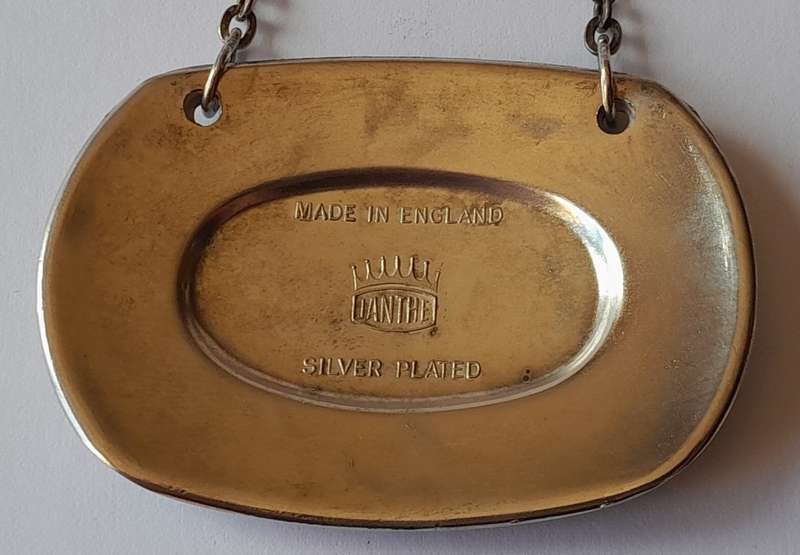 MADE IN ENGLAND
IANTHE
SILVER PLATED